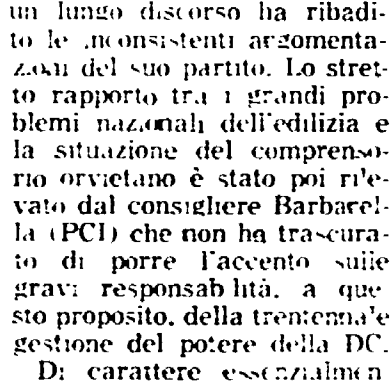 un lungo discorso ha ribadi-
to le inconsistenti argomenta-
zioni del suo partito. Lo stret-
to rapporto tra i grandi pro-
blemi nazionali dell'edilizia e
la situazione del comprenso-
rio orvietano è stato poi rile-
vato dal consigliere Barbarel-
la (PCI) che non ha trascura-
to di porre l'accento sulle
gravi responsabilità, a que
sto proposito, della trentennale
gestione del potere della DC.
Di carattere essenzialmen